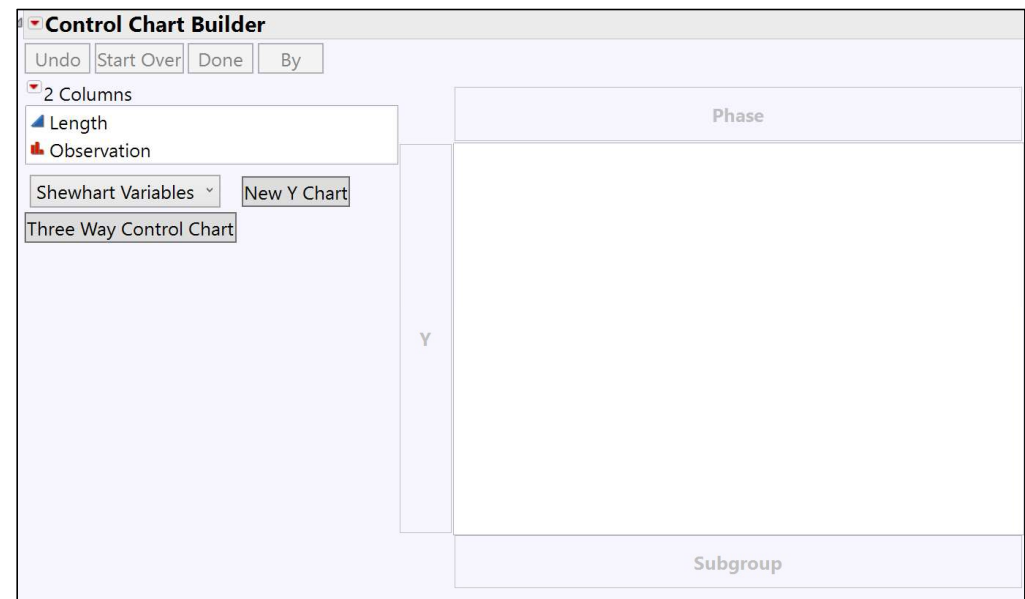 Control Chart Builder
Undo Start Over Done By
2 Columns
Length
Observation
Shewhart Variables New Y Chart
Three Way Control Chart
Phase
Y
Subgroup